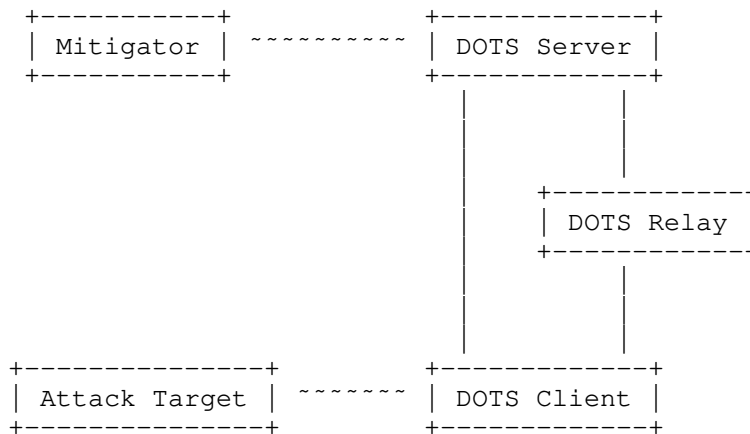 Mitigator DOTS Server
DOTS Relay
Attack Target DOTS Client